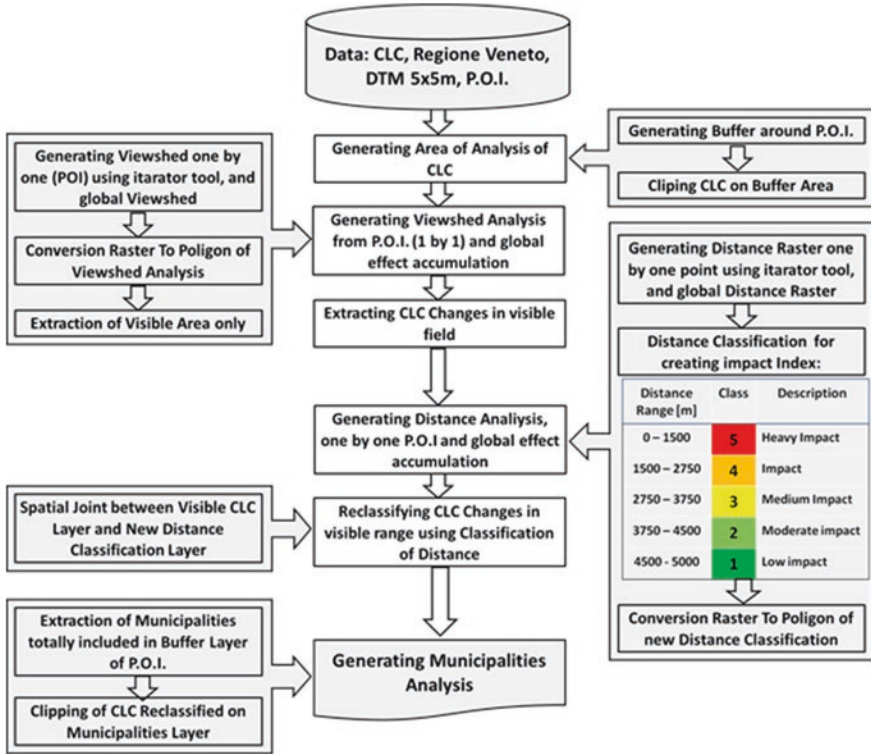 Data: CLC, Regione Veneto,
DTM 5x5m, P.O.I.
Generating Area of Analysis of
CLC
Generating Buffer around P.O.I.
Cliping CLC on Buffer Area
Generating Viewshed one by
one (POI) using itarator tool, and
global Viewshed
Conversion Raster To Poligon of
Viewshed Analysis
Extraction of Visible Area only
Generating Viewshed Analysis
from P.O.I. (1 by 1) and global
effect accumulation
Extracting CLC Changes in visible
field
Generating Distance Raster one
by one point using itarator tool,
and global Distance Raster
Distance Classification for
creating impact Index:
Distance Range [m] Class Description
0 – 1500 5 Heavy Impact
1500 – 2750 4 Impact
2750 – 3750 3 Medium Impact
3750 – 4500 2 Moderate impact
4500 - 5000 1 Low impact
Conversion Raster To Poligon of
new Distance Classification
Generating Distance Analiysis,
one by one P.O.I and global effect
accumulation
Spatial Joint between Visible CLC
Layer and New Distance
Classification Layer
Reclassifying CLC Changes in
visible range using Classification
of Distance
Extraction of Municipalities
totally included in Buffer Layer
of P.O.I.
Clipping of CLC Reclassified on
Municipalities Layer
Generating Municipalities
Analysis